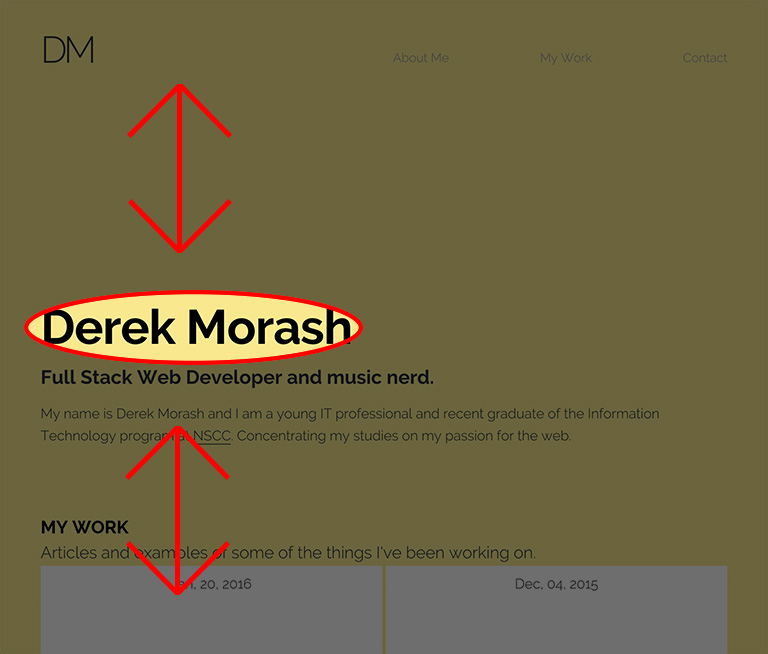 DM
About Me
My Work
Contact
Derek Morash
Full Stack Web Developer and music nerd.
My name is Derek Morash and I am a young IT professional and recent graduate of the Information
Technology program at NSCC. Concentrating my studies on my passion for the web.
MY WORK
Articles and examples of some of the things I've been working on.
Jan, 20, 2016
Dec, 04, 2015